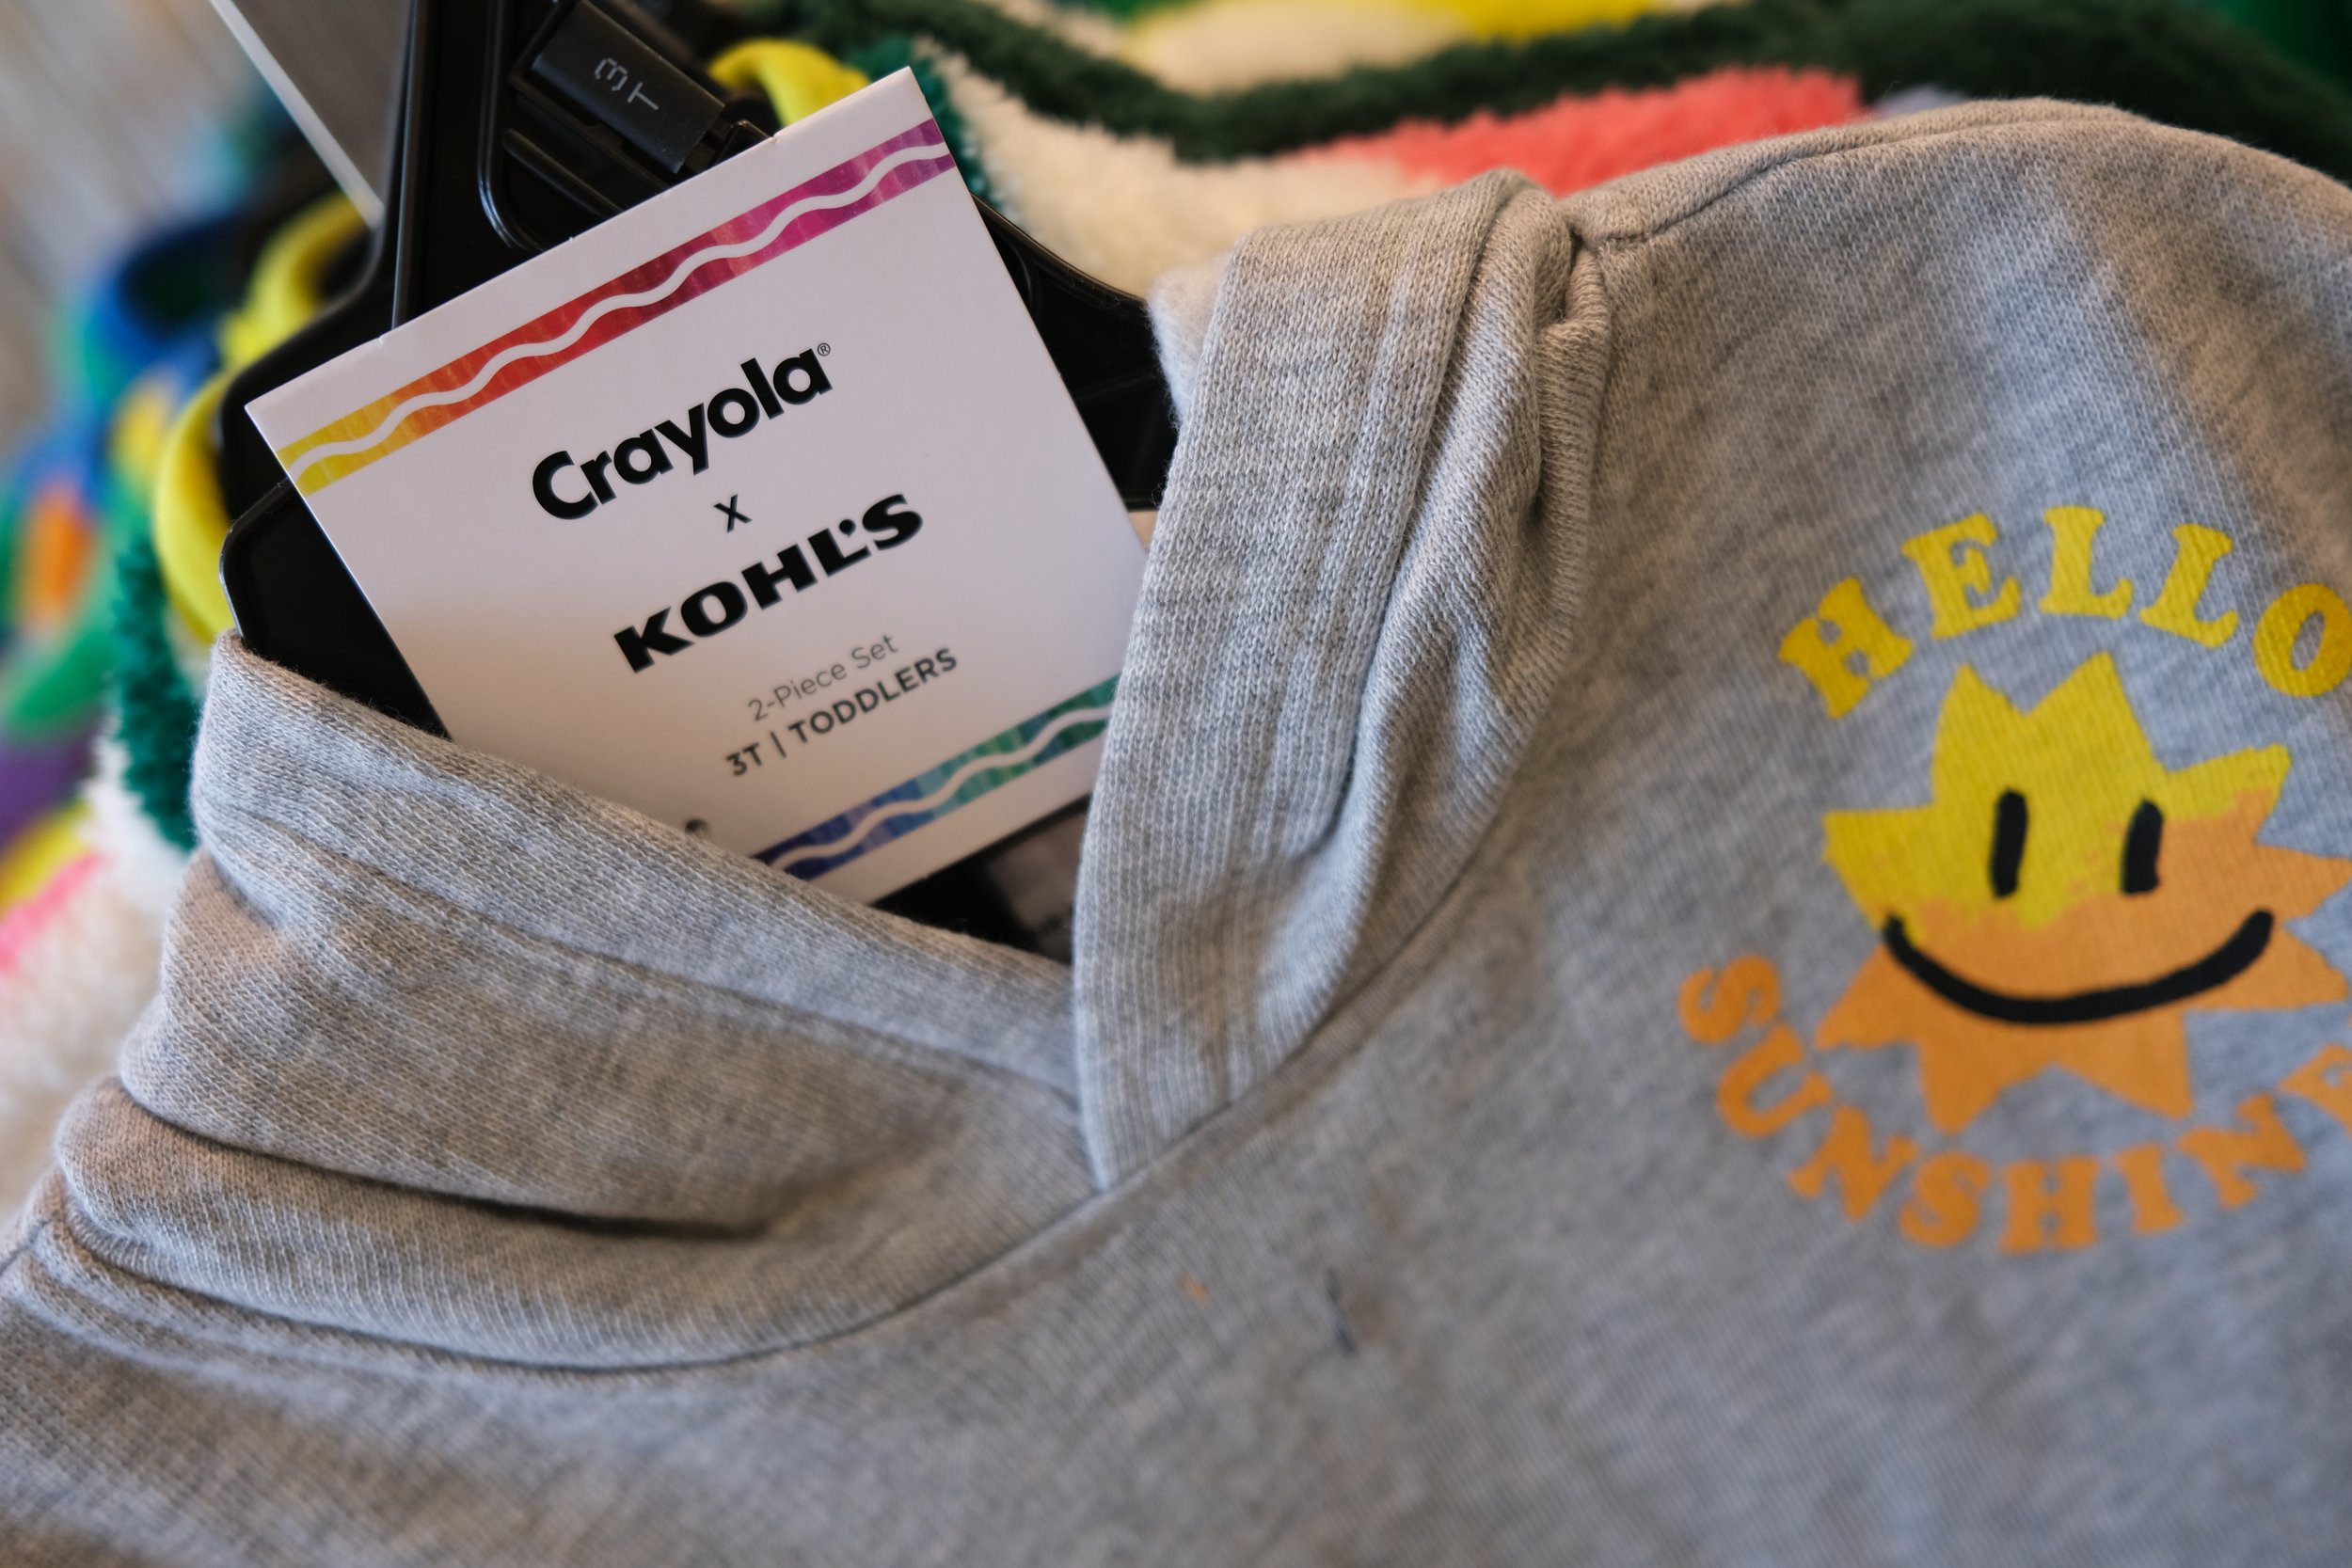 3T
Crayola®
x
KOHL'S
2-Piece Set
3T | TODDLERS
HELLO
SUNSHINE